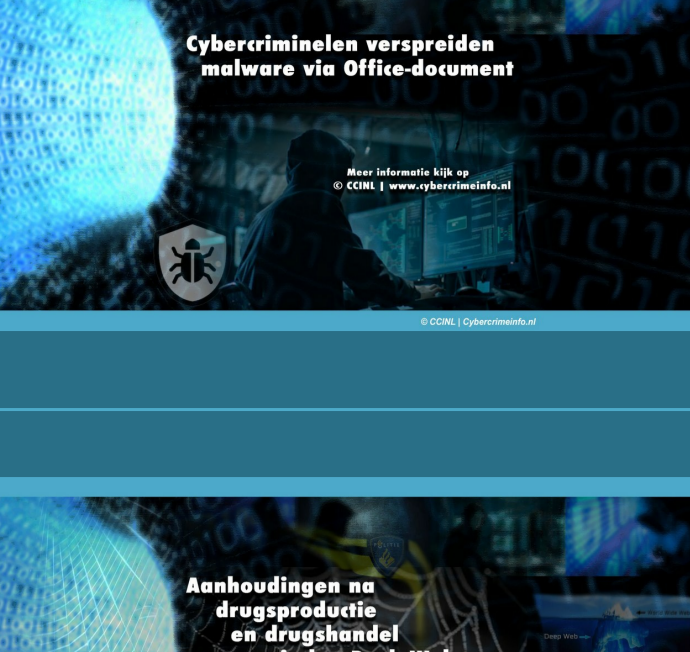 Cybercriminelen verspreiden
malware via Office-document
Meer informatie kijk op
© CCINL | www.cybercrimeinfo.nl
© CCINL | Cybercrimeinfo.nl
POLITIE
Aanhoudingen na
drugsproductie
en drugshandel
Deep Web